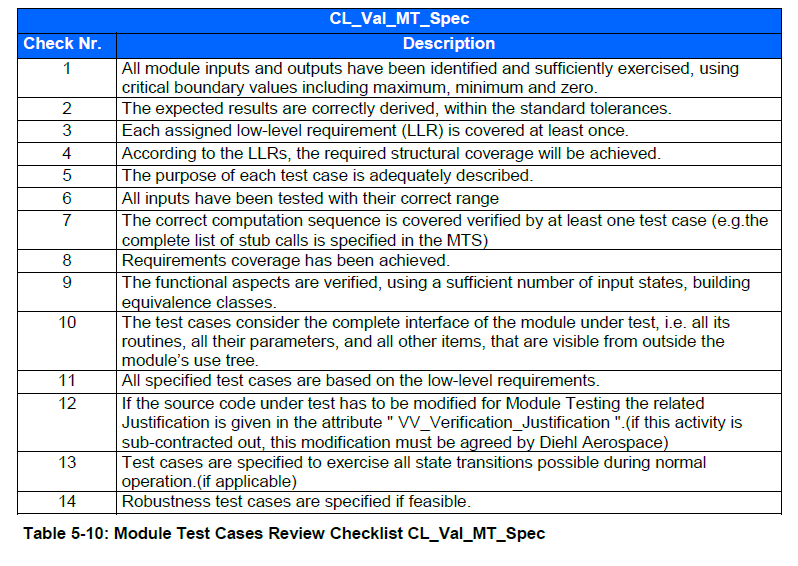 CL_Val_MT_Spec
Check Nr. Description
1 All module inputs and outputs have been identified and sufficiently exercised, using
critical boundary values including maximum, minimum and zero.
2 The expected results are correctly derived, within the standard tolerances.
3 Each assigned low-level requirement (LLR) is covered at least once.
4 According to the LLRs, the required structural coverage will be achieved.
5 The purpose of each test case is adequately described.
6 All inputs have been tested with their correct range
7 The correct computation sequence is covered verified by at least one test case (e.g.the
complete list of stub calls is specified in the MTS)
8 Requirements coverage has been achieved.
9 The functional aspects are verified, using a sufficient number of input states, building
equivalence classes.
10 The test cases consider the complete interface of the module under test, i.e. all its
routines, all their parameters, and all other items, that are visible from outside the
module’s use tree.
11 All specified test cases are based on the low-level requirements.
12 If the source code under test has to be modified for Module Testing the related
Justification is given in the attribute " VV_Verification_Justification ".(if this activity is
sub-contracted out, this modification must be agreed by Diehl Aerospace)
13 Test cases are specified to exercise all state transitions possible during normal
operation.(if applicable)
14 Robustness test cases are specified if feasible.
Table 5-10: Module Test Cases Review Checklist CL_Val_MT_Spec